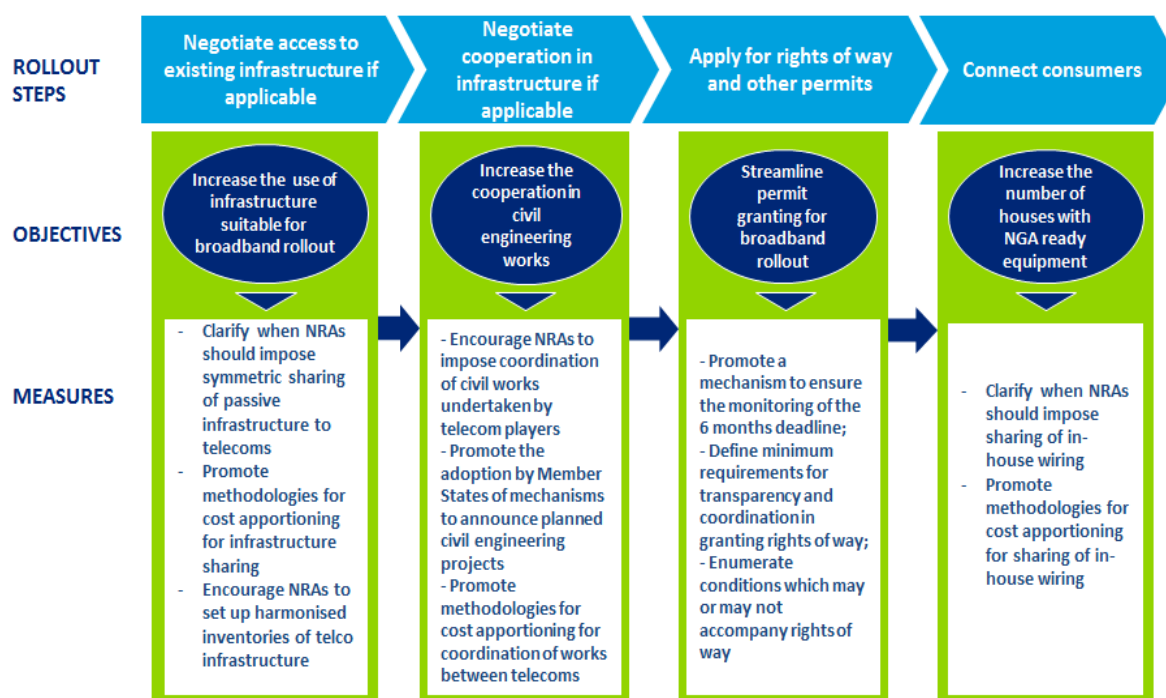 ROLLOUT
STEPS
Negotiate access to
existing infrastructure if
applicable
Negotiate
cooperation in
infrastructure if
applicable
Apply for rights of way
and other permits
Connect consumers
OBJECTIVES
Increase the use of
infrastructure
suitable for
broadband rollout
Increase the
cooperation in
civil
engineering
works
Streamline
permit
granting for
broadband
rollout
Increase the
number of
houses with
NGA ready
equipment
MEASURES
- Clarify when NRAs
should impose
symmetric sharing
of passive
infrastructure to
telecoms
- Promote
methodologies for
cost apportioning
for infrastructure
sharing
- Encourage NRAs to
set up harmonised
inventories of telco
infrastructure
- Encourage NRAs to
impose coordination
of civil works
undertaken by
telecom players
- Promote the
adoption by Member
States of mechanisms
to announce planned
civil engineering
projects
- Promote
methodologies for
cost apportioning for
coordination of works
between telecoms
- Promote a
mechanism to ensure
the monitoring of the
6 months deadline;
- Define minimum
requirements for
transparency and
coordination in
granting rights of way;
- Enumerate
conditions which may
or may not
accompany rights of
way
- Clarify when NRAs
should impose
sharing of in-
house wiring
- Promote
methodologies for
cost apportioning
for sharing of in-
house wiring